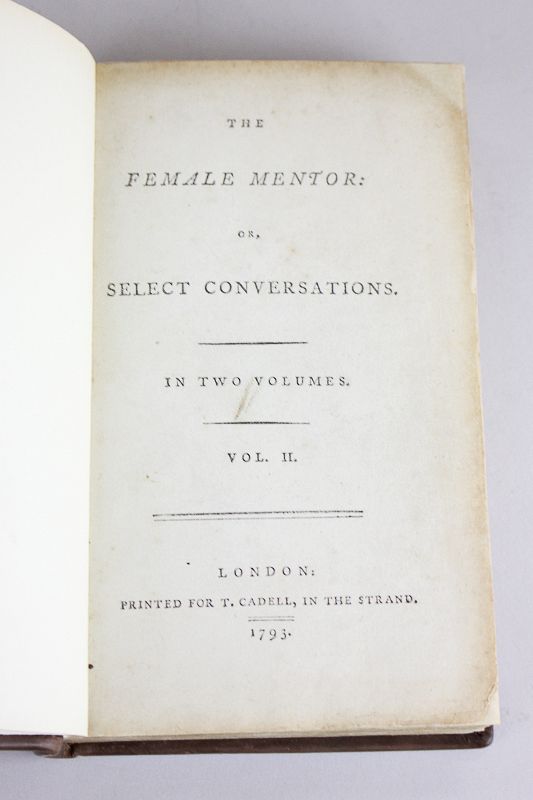 THE
FEMALE MENTOR:
OR,
SELECT CONVERSATIONS.
IN TWO VOLUMES.
VOL. II.
LONDON:
PRINTED FOR T. CADELL, IN THE STRAND.
1793.